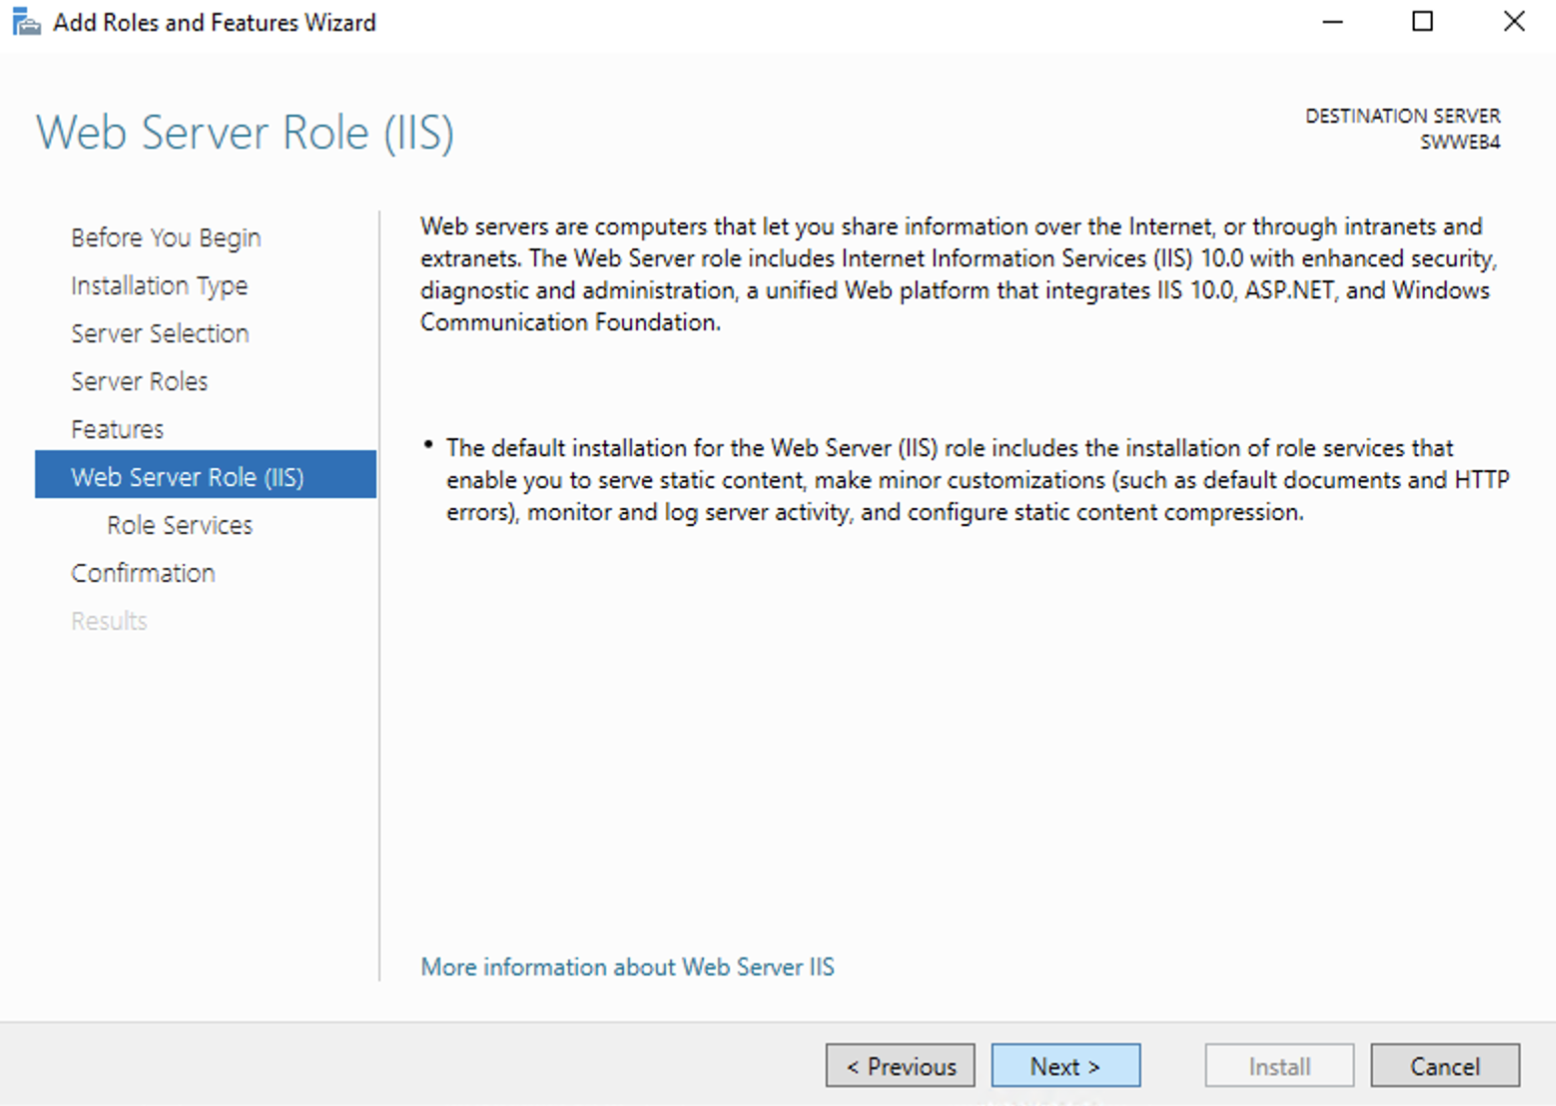 Add Roles and Features Wizard
Web Server Role (IIS)
DESTINATION SERVER
SWWEB4
Before You Begin
Installation Type
Server Selection
Server Roles
Features
Web Server Role (IIS)
Role Services
Confirmation
Results
Web servers are computers that let you share information over the Internet, or through intranets and
extranets. The Web Server role includes Internet Information Services (IIS) 10.0 with enhanced security,
diagnostic and administration, a unified Web platform that integrates IIS 10.0, ASP.NET, and Windows
Communication Foundation.
• The default installation for the Web Server (IIS) role includes the installation of role services that
enable you to serve static content, make minor customizations (such as default documents and HTTP
errors), monitor and log server activity, and configure static content compression.
More information about Web Server IIS
< Previous
Next >
Install
Cancel